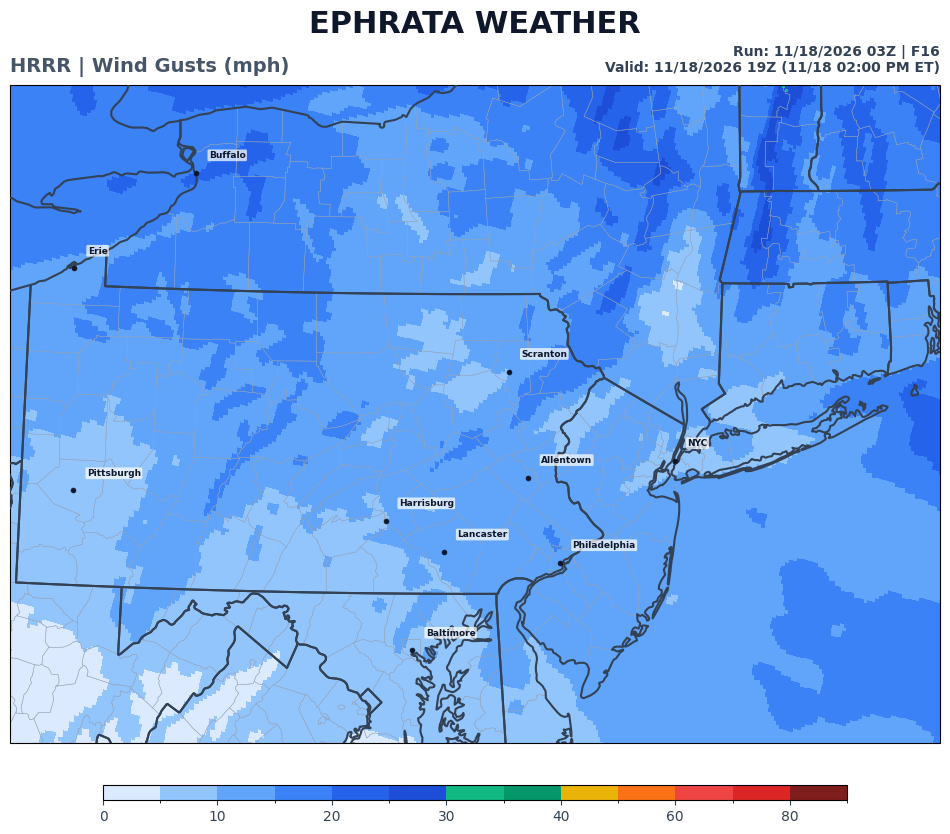 EPHRATA WEATHER
HRRR | Wind Gusts (mph)
Run: 11/18/2026 03Z | F16
Valid: 11/18/2026 19Z (11/18 02:00 PM ET)
Buffalo
Erie
Scranton
NYC
Allentown
Pittsburgh
Harrisburg
Lancaster
Philadelphia
Baltimore
0 10 20 30 40 60 80